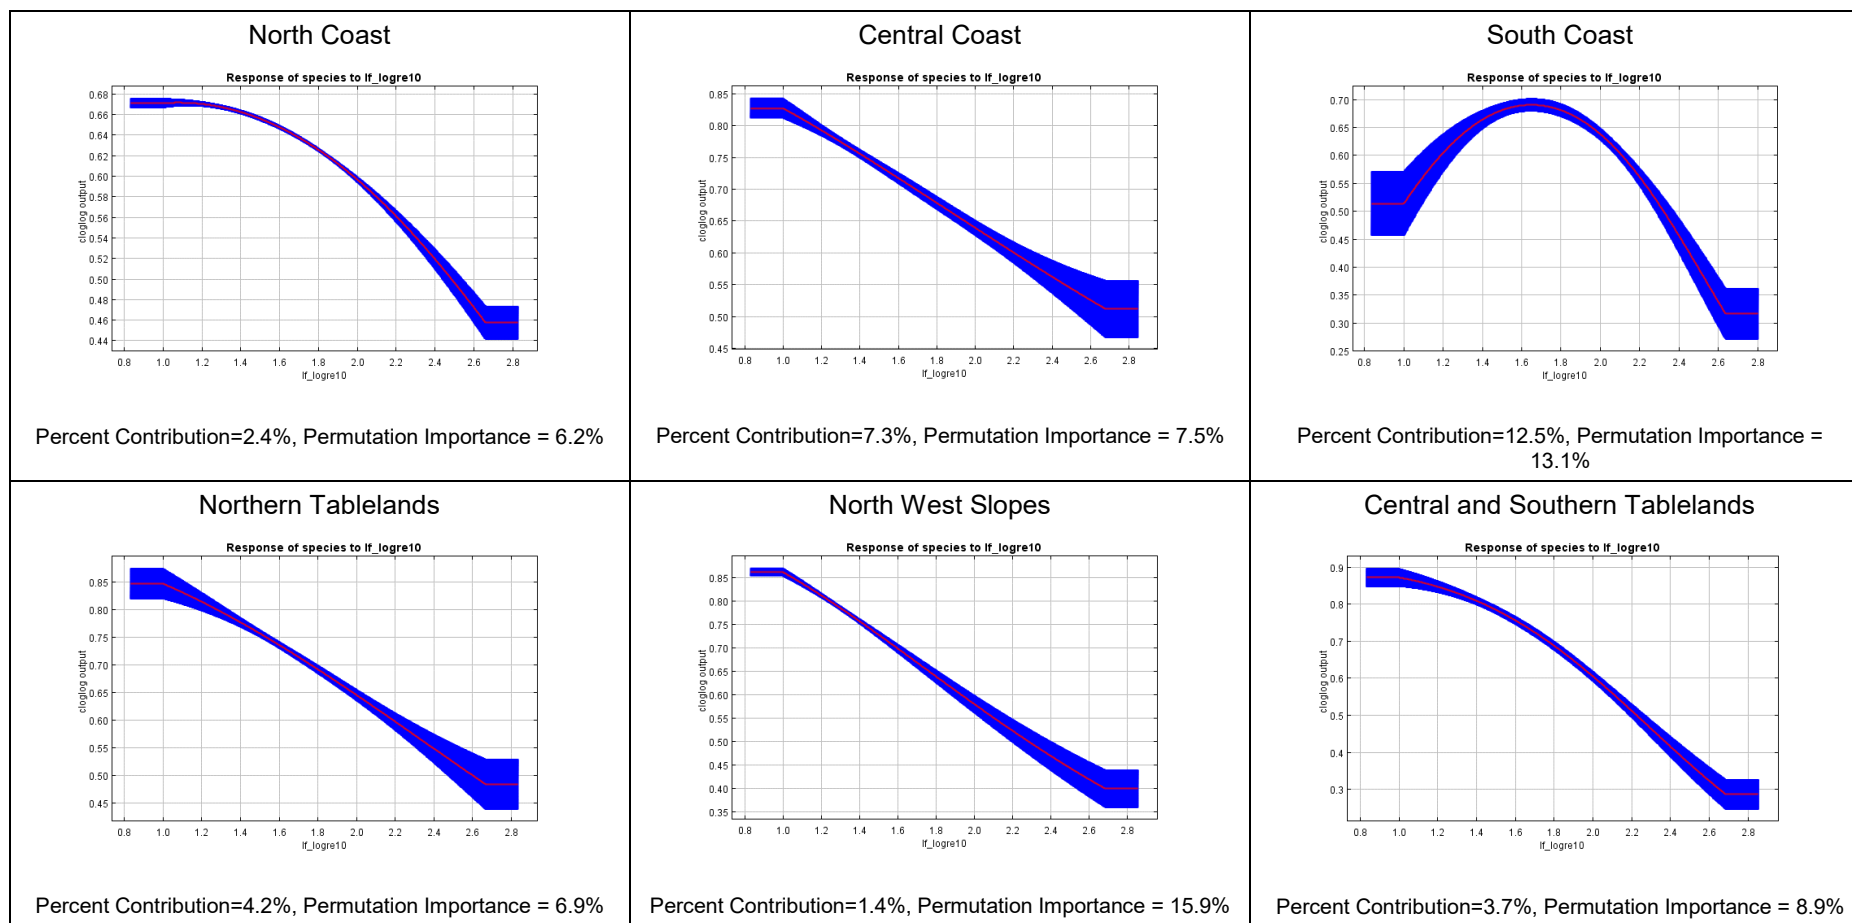 North Coast
Response of species to lf_logre10
cloglog output
0.68
0.66
0.64
0.62
0.60
0.58
0.56
0.54
0.52
0.50
0.48
0.46
0.44
0.8 1.0 1.2 1.4 1.6 1.8 2.0 2.2 2.4 2.6 2.8
lf_logre10
Percent Contribution=2.4%, Permutation Importance = 6.2%
Central Coast
Response of species to lf_logre10
cloglog output
0.85
0.80
0.75
0.70
0.65
0.60
0.55
0.50
0.45
0.8 1.0 1.2 1.4 1.6 1.8 2.0 2.2 2.4 2.6 2.8
lf_logre10
Percent Contribution=7.3%, Permutation Importance = 7.5%
South Coast
Response of species to lf_logre10
cloglog output
0.70
0.65
0.60
0.55
0.50
0.45
0.40
0.35
0.30
0.25
0.8 1.0 1.2 1.4 1.6 1.8 2.0 2.2 2.4 2.6 2.8
lf_logre10
Percent Contribution=12.5%, Permutation Importance =
13.1%
Northern Tablelands
Response of species to lf_logre10
cloglog output
0.85
0.80
0.75
0.70
0.65
0.60
0.55
0.50
0.45
0.8 1.0 1.2 1.4 1.6 1.8 2.0 2.2 2.4 2.6 2.8
lf_logre10
Percent Contribution=4.2%, Permutation Importance = 6.9%
North West Slopes
Response of species to lf_logre10
cloglog output
0.85
0.80
0.75
0.70
0.65
0.60
0.55
0.50
0.45
0.40
0.35
0.8 1.0 1.2 1.4 1.6 1.8 2.0 2.2 2.4 2.6 2.8
lf_logre10
Percent Contribution=1.4%, Permutation Importance = 15.9%
Central and Southern Tablelands
Response of species to lf_logre10
cloglog output
0.9
0.8
0.7
0.6
0.5
0.4
0.3
0.8 1.0 1.2 1.4 1.6 1.8 2.0 2.2 2.4 2.6 2.8
lf_logre10
Percent Contribution=3.7%, Permutation Importance = 8.9%